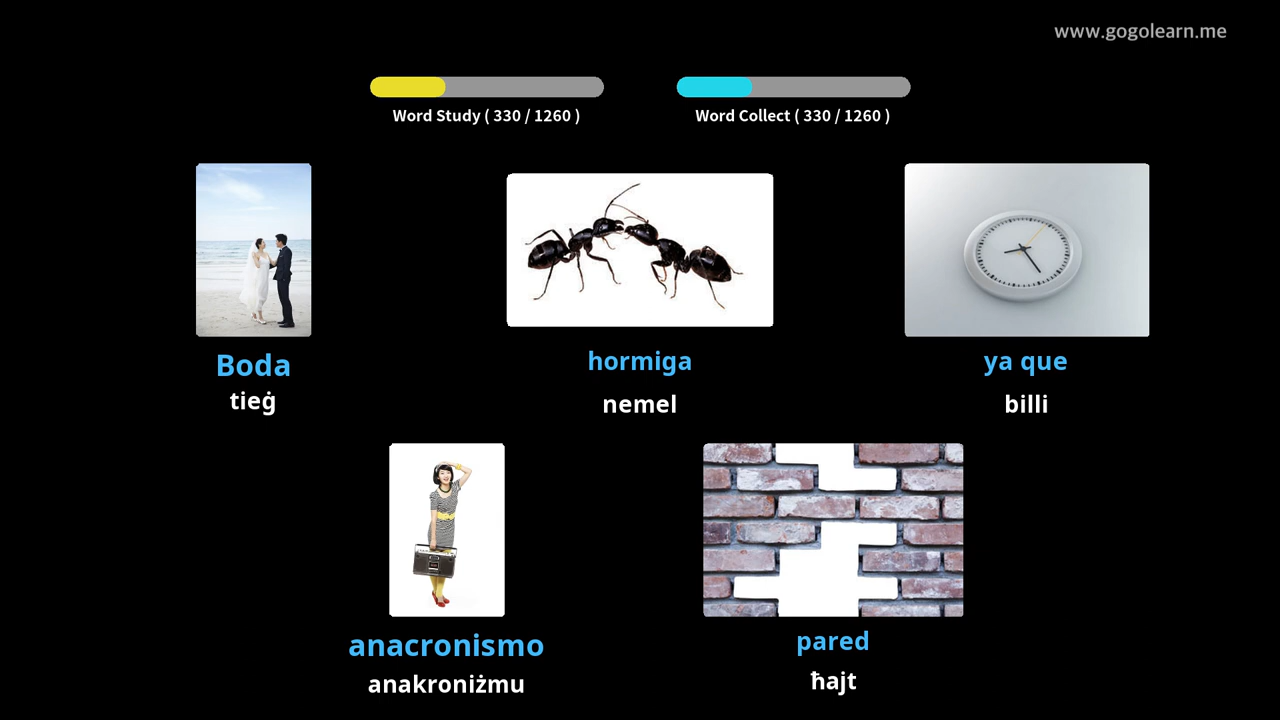 www.gogolearn.me
Word Study ( 330 / 1260 )
Word Collect ( 330 / 1260 )
Boda
tieġ
hormiga
nemel
ya que
billi
anacronismo
anakroniżmu
pared
ħajt